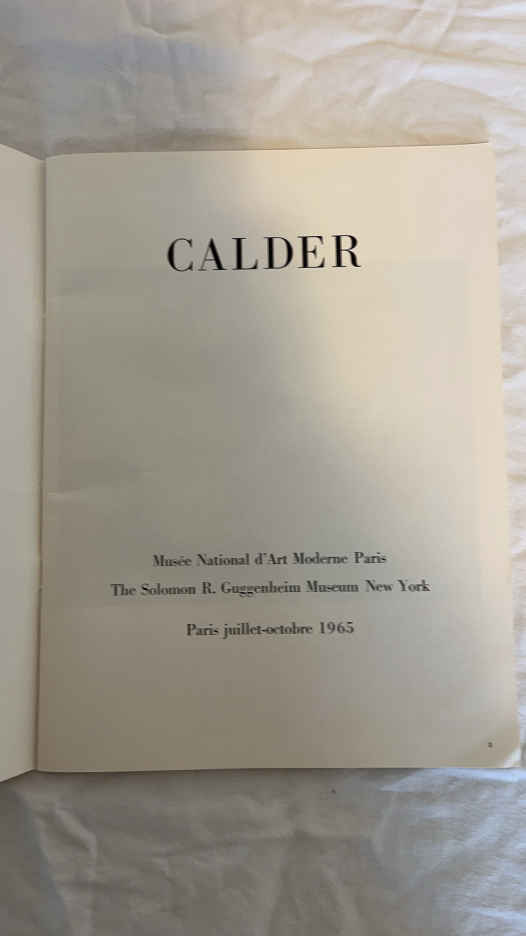 CALDER
Musée National d'Art Moderne Paris
The Solomon R. Guggenheim Museum New York
Paris juillet-octobre 1965